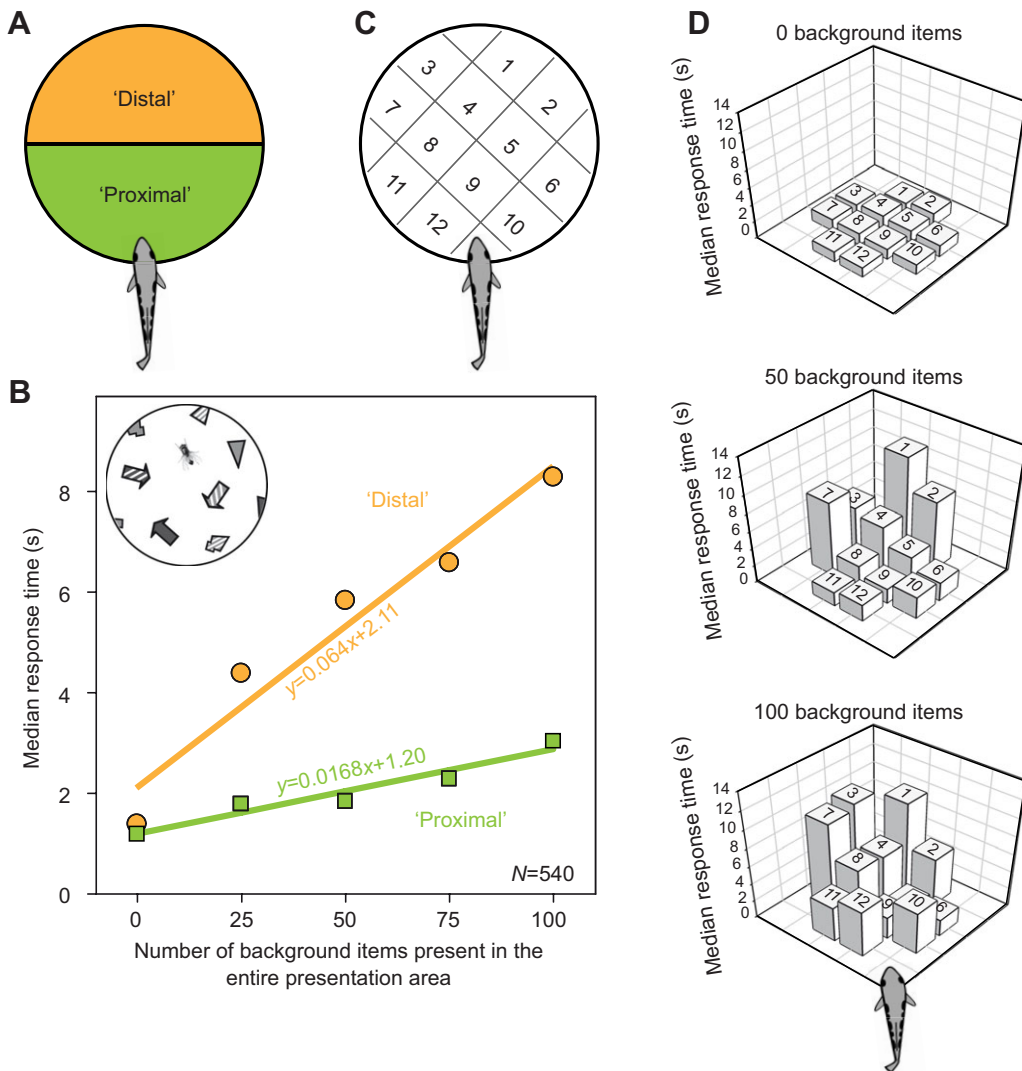 A
'Distal'
'Proximal'
C
3
1
7
4
2
8
5
11
9
6
12
10
B
Median response time (s)
8
6
4
2
0
'Distal'
y=0.064x+2.11
y=0.0168x+1.20
'Proximal'
N=540
0 25 50 75 100
Number of background items present in the
entire presentation area
D
0 background items
Median response time (s)
14
12
10
8
6
4
2
0
3 1
7 4 2
8 5
11 9 6
12 10
50 background items
Median response time (s)
14
12
10
8
6
4
2
0
1
7 3 2
4
8 5
11 9 6
12 10
100 background items
Median response time (s)
14
12
10
8
6
4
2
0
3 1
7
4 2
8
11 9 6
12 10